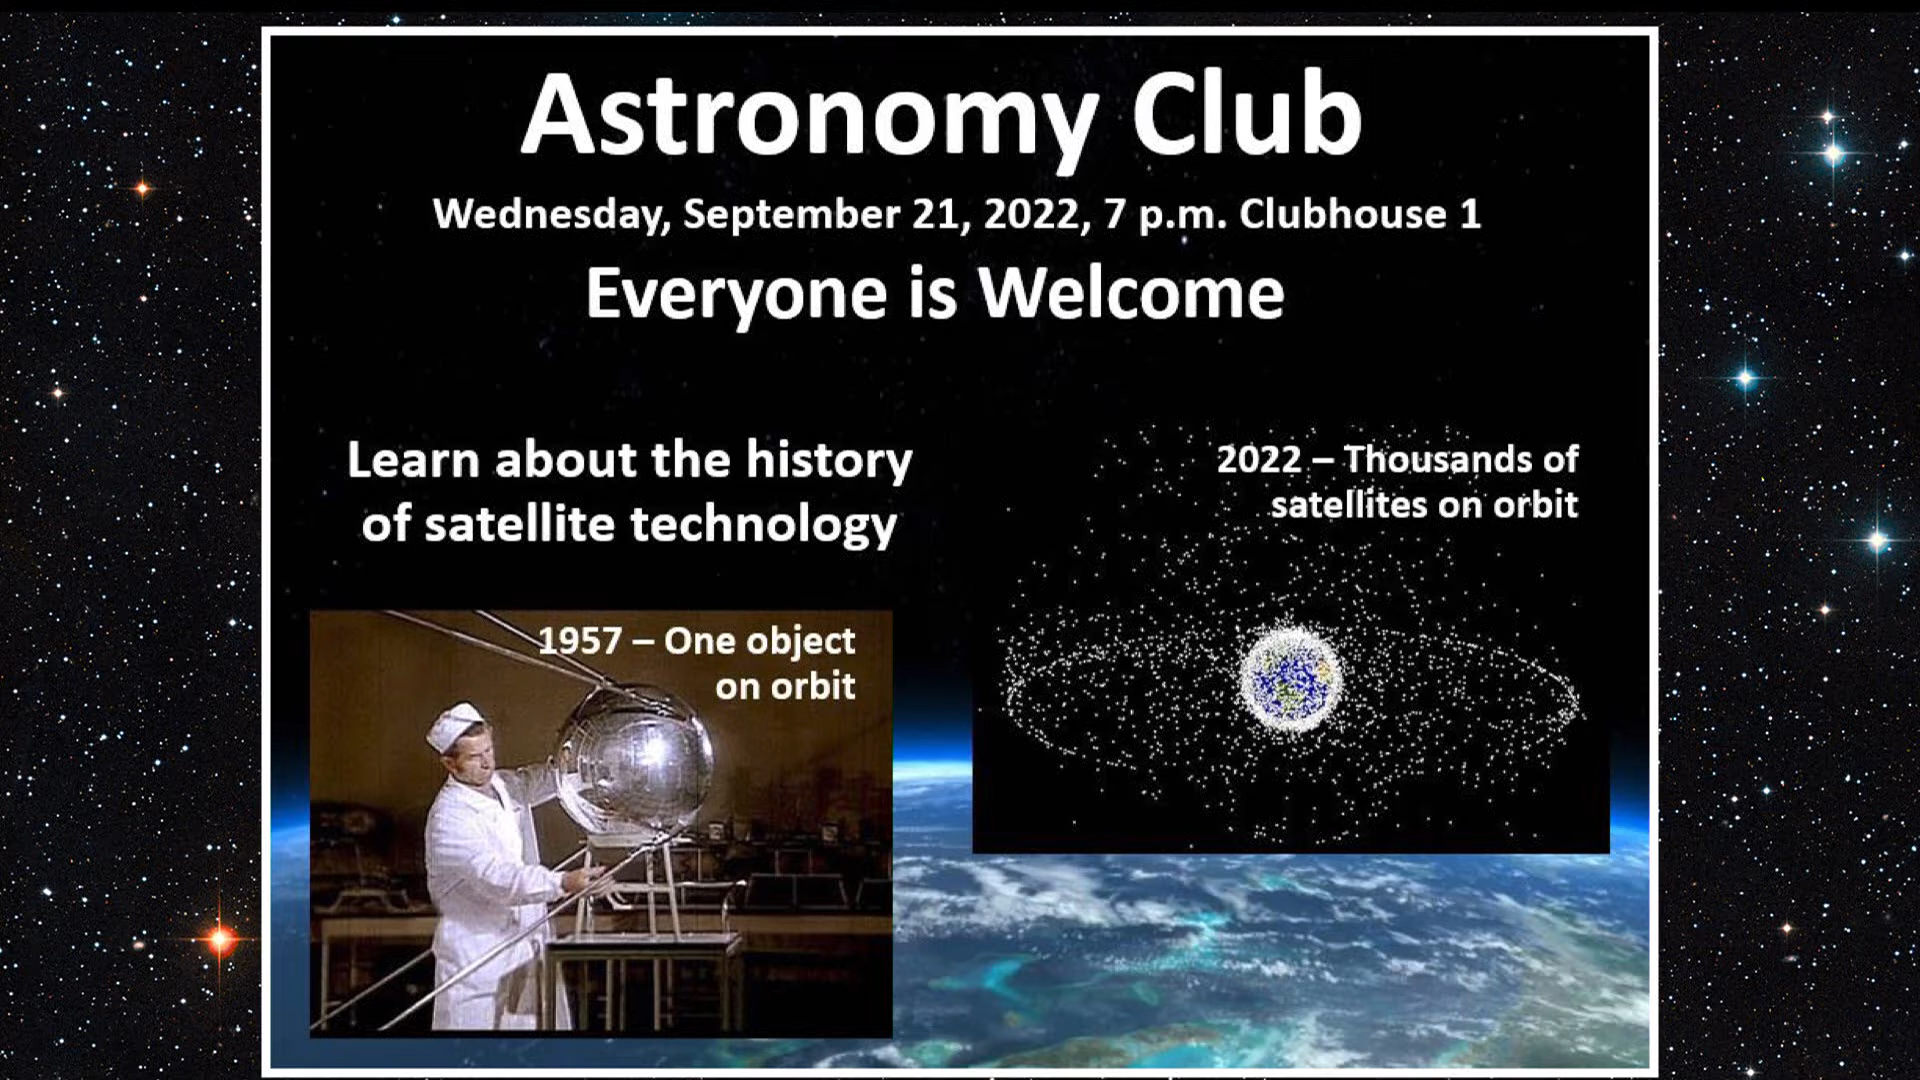 Astronomy Club
Wednesday, September 21, 2022, 7 p.m. Clubhouse 1
Everyone is Welcome
Learn about the history
of satellite technology
1957 – One object
on orbit
2022 – Thousands of
satellites on orbit